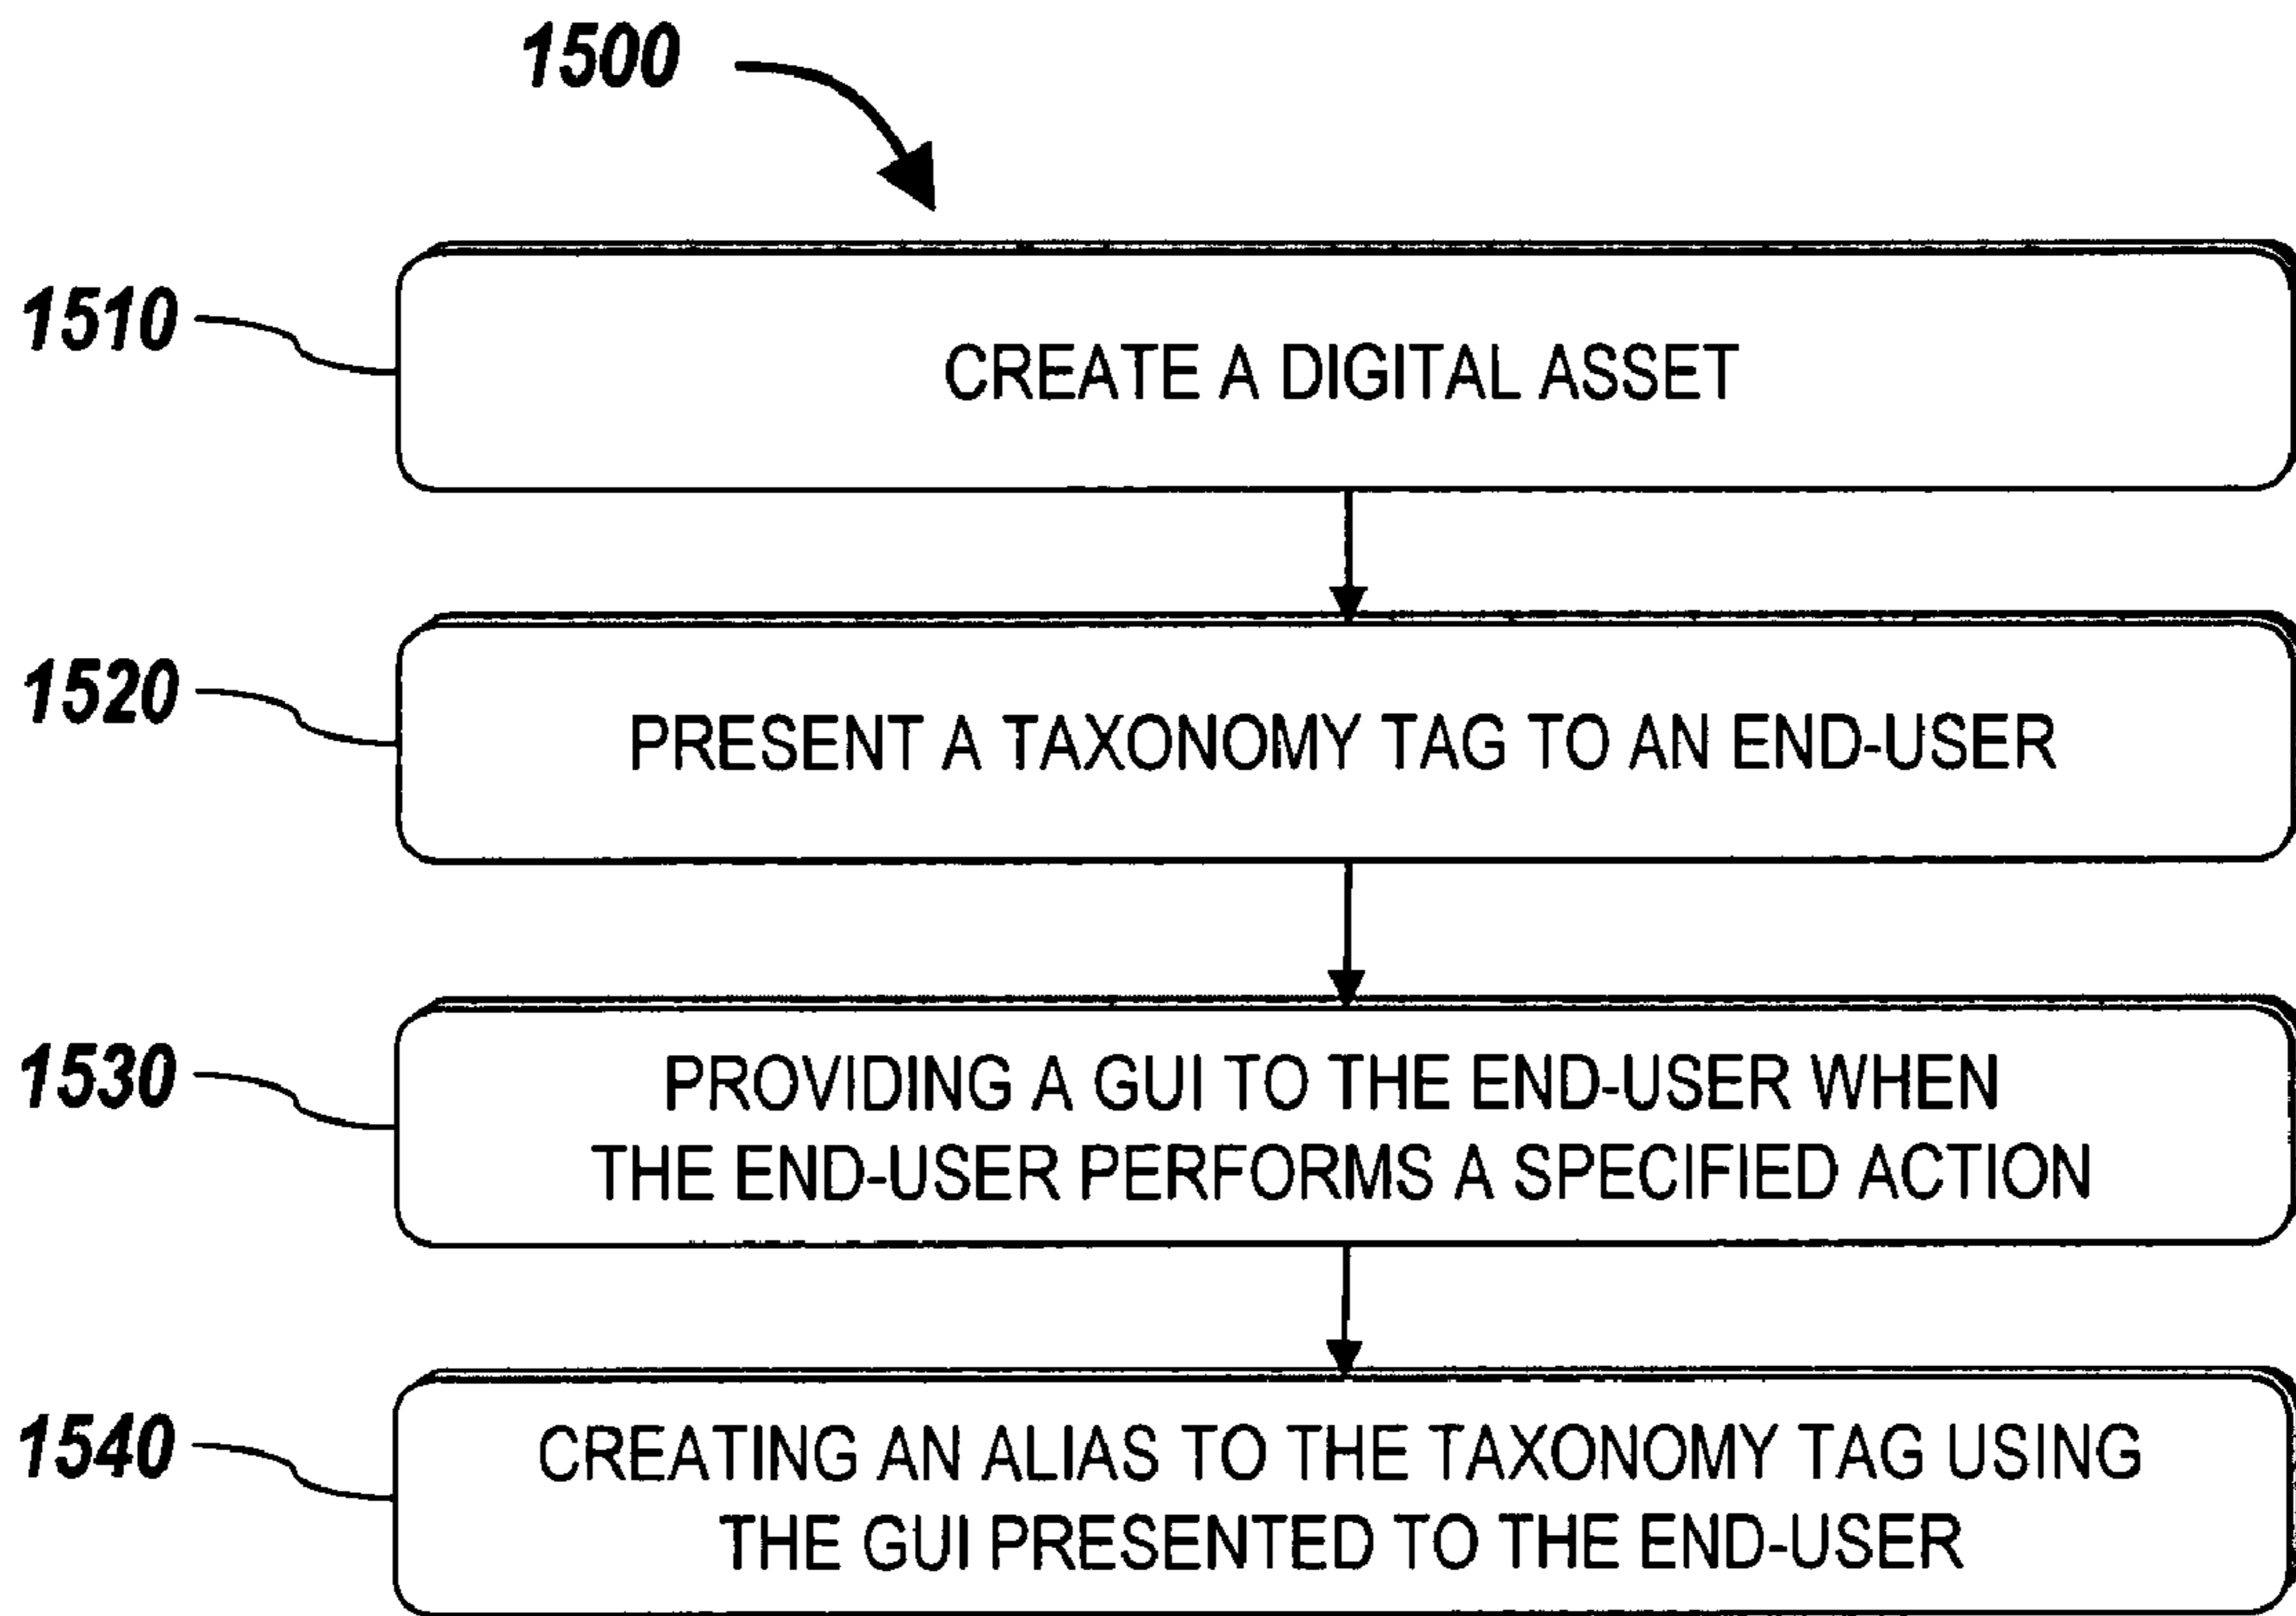 1500
1510
CREATE A DIGITAL ASSET
1520
PRESENT A TAXONOMY TAG TO AN END-USER
1530
PROVIDING A GUI TO THE END-USER WHEN
THE END-USER PERFORMS A SPECIFIED ACTION
1540
CREATING AN ALIAS TO THE TAXONOMY TAG USING
THE GUI PRESENTED TO THE END-USER